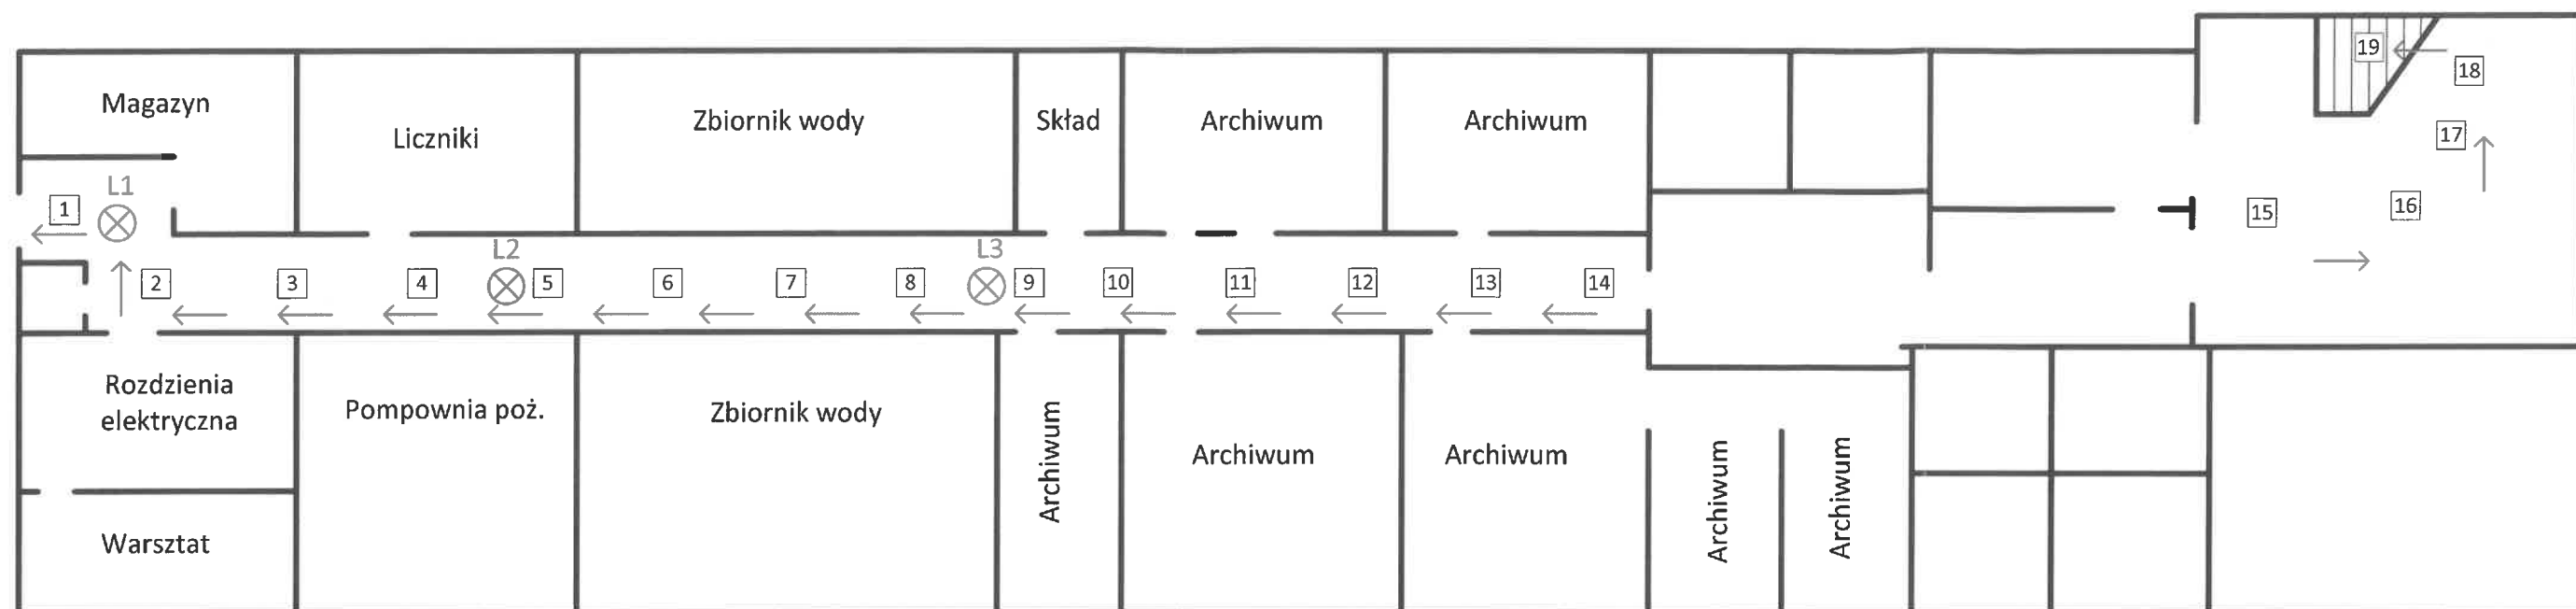 Magazyn
Liczniki
Zbiornik wody
Skład
Archiwum
Archiwum
19
18
17
L1
1
15
16
L2
L3
2
3
4
5
6
7
8
9
10
11
12
13
14
Rozdzienia
elektryczna
Pompownia poż.
Zbiornik wody
Archiwum
Archiwum
Archiwum
Archiwum
Archiwum
Warsztat